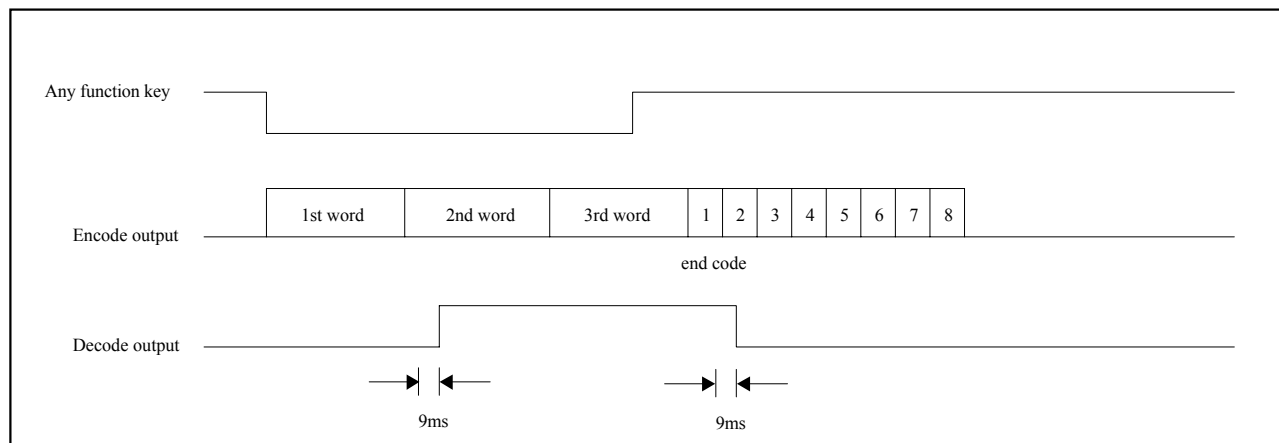 Any function key
1st word 2nd word 3rd word 1 2 3 4 5 6 7 8
Encode output
end code
Decode output
9ms 9ms